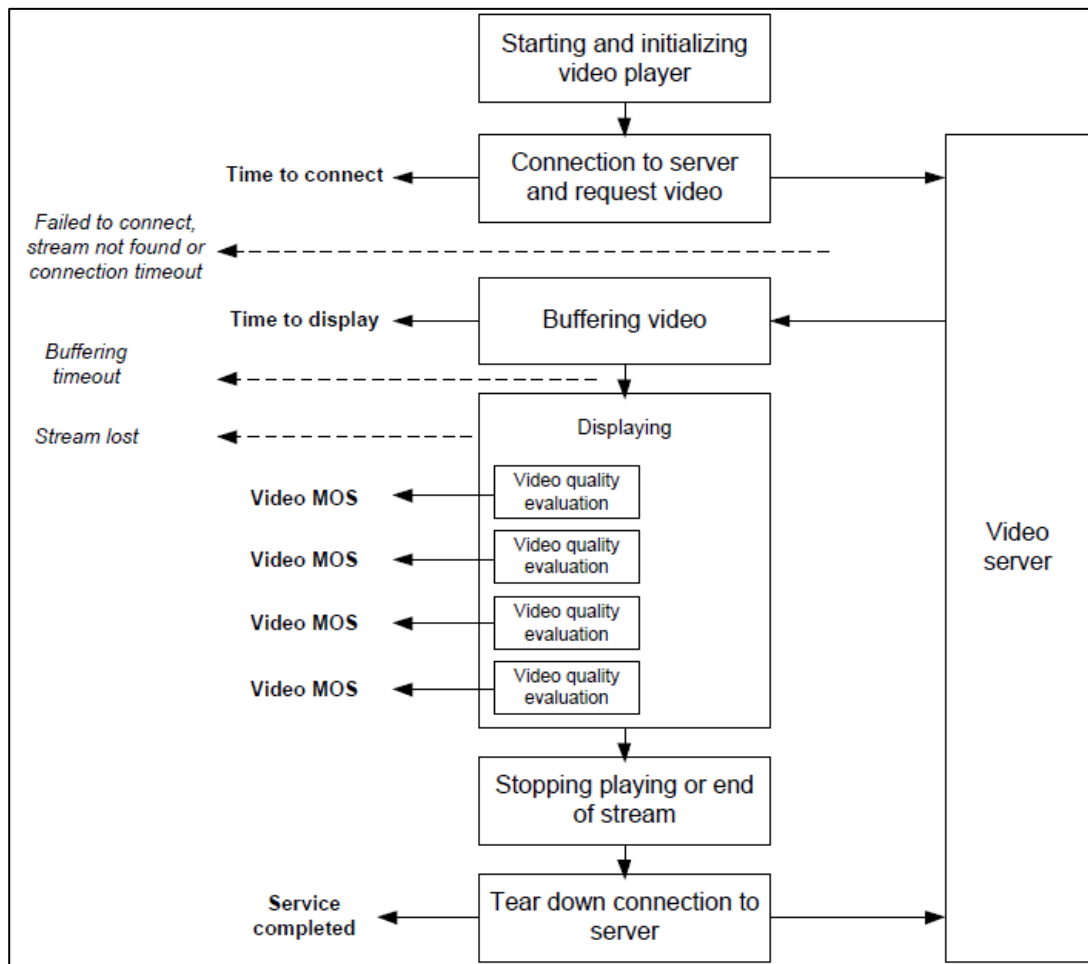 Starting and initializing
video player
Time to connect
Connection to server
and request video
Failed to connect,
stream not found or
connection timeout
Time to display
Buffering video
Buffering
timeout
Stream lost
Displaying
Video MOS
Video quality
evaluation
Video MOS
Video quality
evaluation
Video MOS
Video quality
evaluation
Video MOS
Video quality
evaluation
Video
server
Stopping playing or end
of stream
Service
completed
Tear down connection to
server